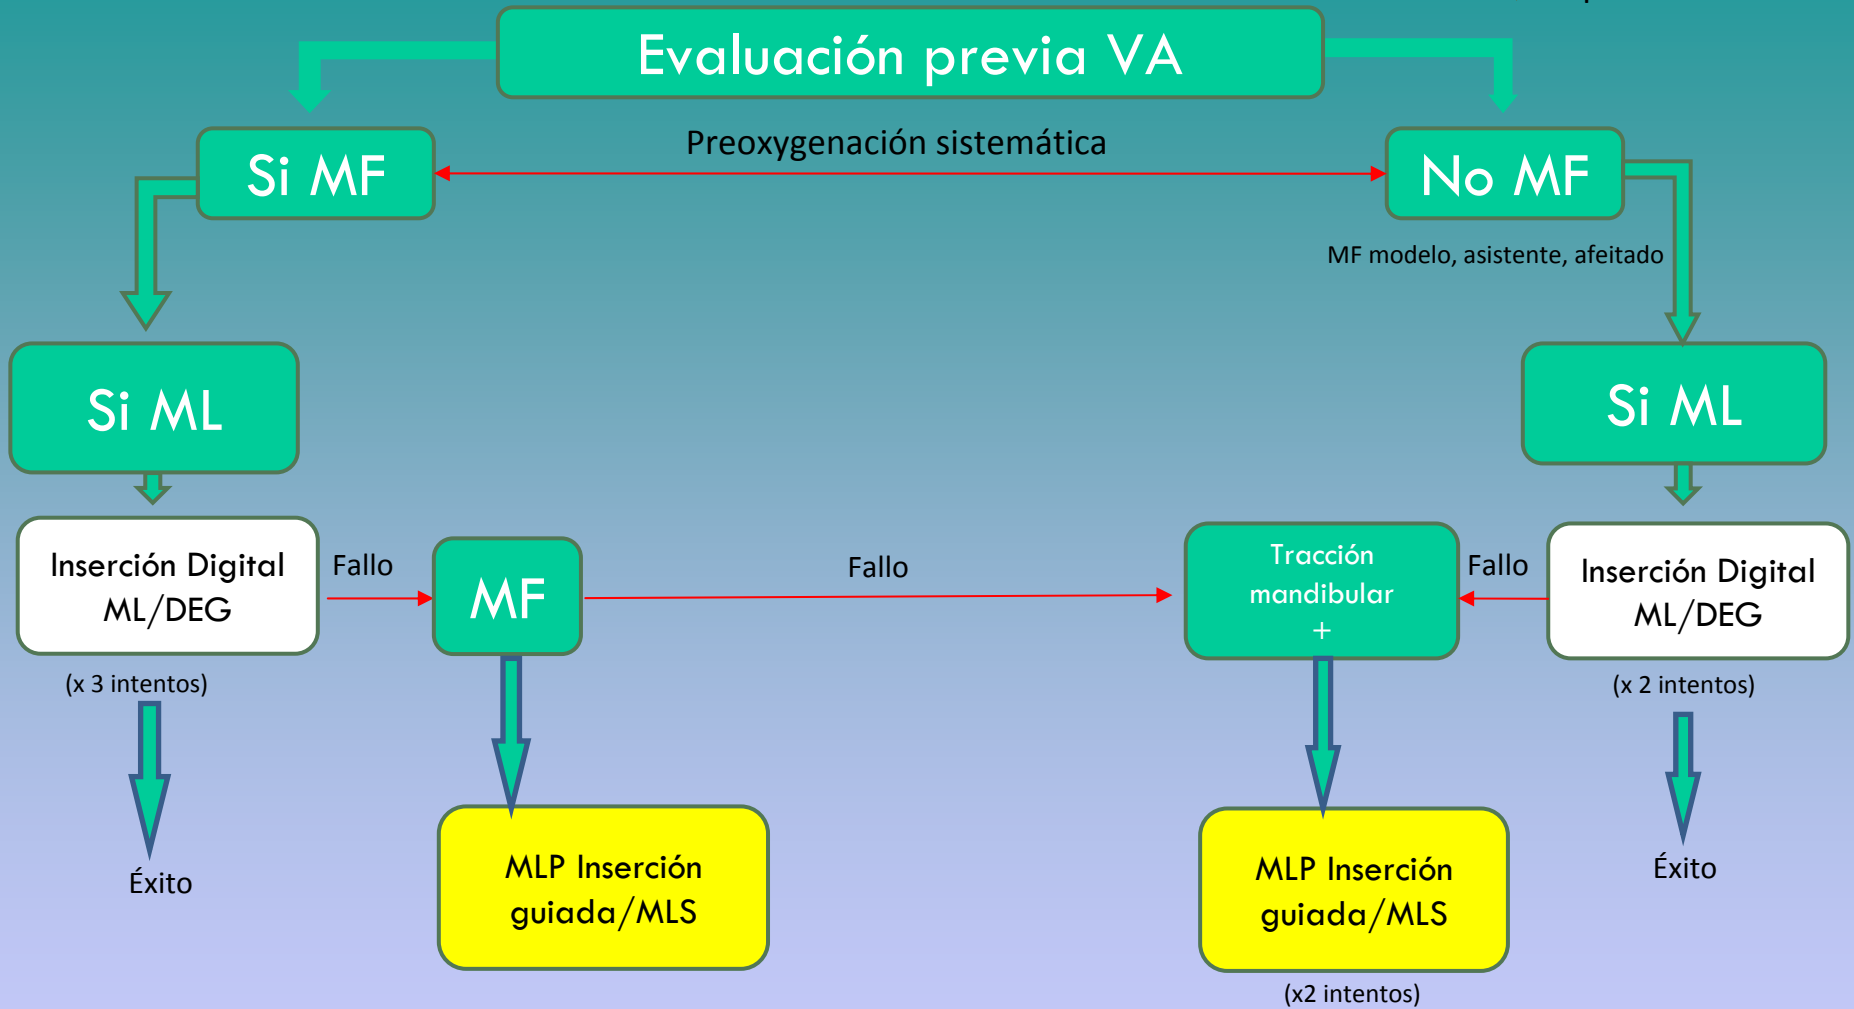 Evaluación previa VA
Preoxygenación sistemática
Si MF
No MF
MF modelo, asistente, afeitado
Si ML
Si ML
Inserción Digital
ML/DEG
Fallo
MF
Fallo
Tracción
mandibular
+
Fallo
Inserción Digital
ML/DEG
(x 3 intentos)
(x 2 intentos)
Éxito
MLP Inserción
guiada/MLS
MLP Inserción
guiada/MLS
Éxito
(x2 intentos)